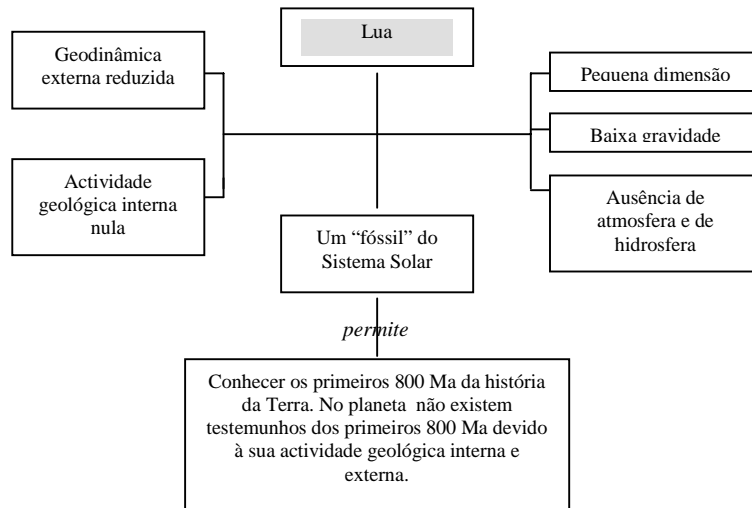 Lua
Geodinâmica
externa reduzida
Pequena dimensão
Baixa gravidade
Actividade
geológica interna
nula
Ausência de
atmosfera e de
hidrosfera
Um “fóssil” do
Sistema Solar
permite
Conhecer os primeiros 800 Ma da história
da Terra. No planeta não existem
testemunhos dos primeiros 800 Ma devido
à sua actividade geológica interna e
externa.